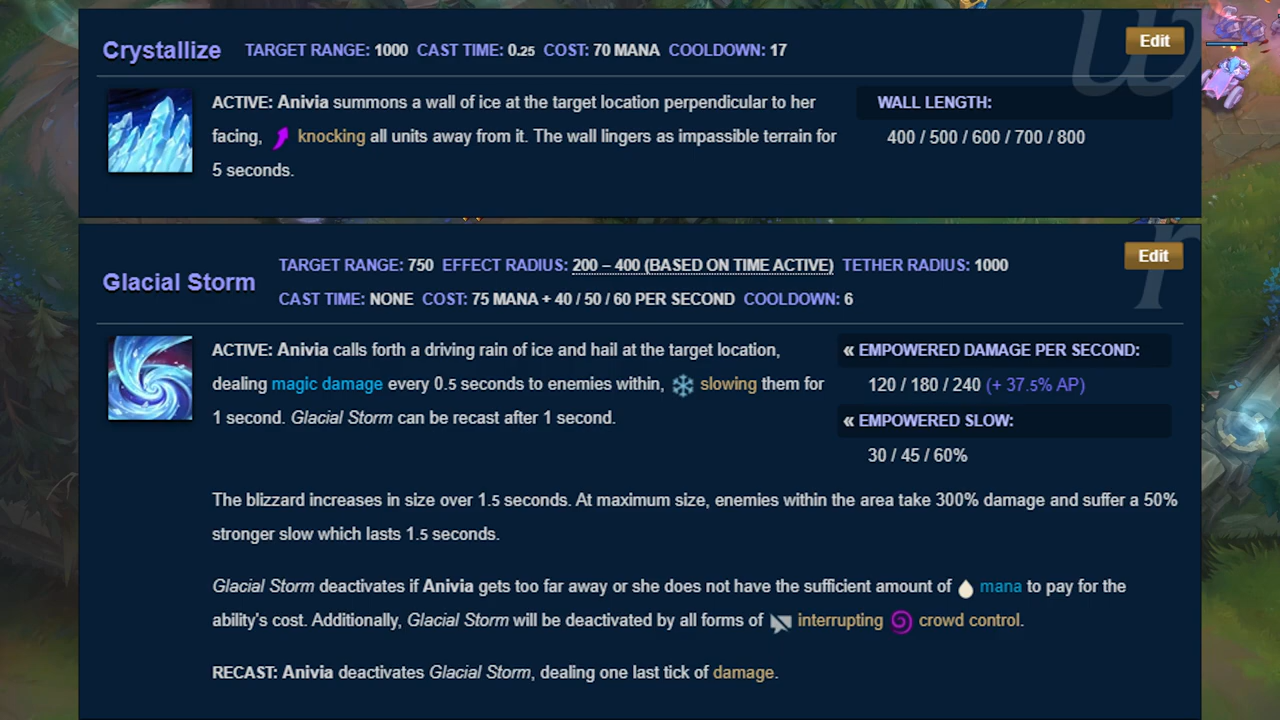 Crystallize TARGET RANGE: 1000 CAST TIME: 0.25 COST: 70 MANA COOLDOWN: 17
W
Edit
ACTIVE: Anivia summons a wall of ice at the target location perpendicular to her
facing, knocking all units away from it. The wall lingers as impassible terrain for
5 seconds.
WALL LENGTH:
400 / 500 / 600 / 700 / 800
Glacial Storm
TARGET RANGE: 750 EFFECT RADIUS: 200 – 400 (BASED ON TIME ACTIVE) TETHER RADIUS: 1000
CAST TIME: NONE COST: 75 MANA + 40 / 50 / 60 PER SECOND COOLDOWN: 6
r
Edit
ACTIVE: Anivia calls forth a driving rain of ice and hail at the target location,
dealing magic damage every 0.5 seconds to enemies within, slowing them for
1 second. Glacial Storm can be recast after 1 second.
« EMPOWERED DAMAGE PER SECOND:
120 / 180 / 240 (+ 37.5% AP)
« EMPOWERED SLOW:
30 / 45 / 60%
The blizzard increases in size over 1.5 seconds. At maximum size, enemies within the area take 300% damage and suffer a 50%
stronger slow which lasts 1.5 seconds.
Glacial Storm deactivates if Anivia gets too far away or she does not have the sufficient amount of mana to pay for the
ability's cost. Additionally, Glacial Storm will be deactivated by all forms of interrupting crowd control.
RECAST: Anivia deactivates Glacial Storm, dealing one last tick of damage.